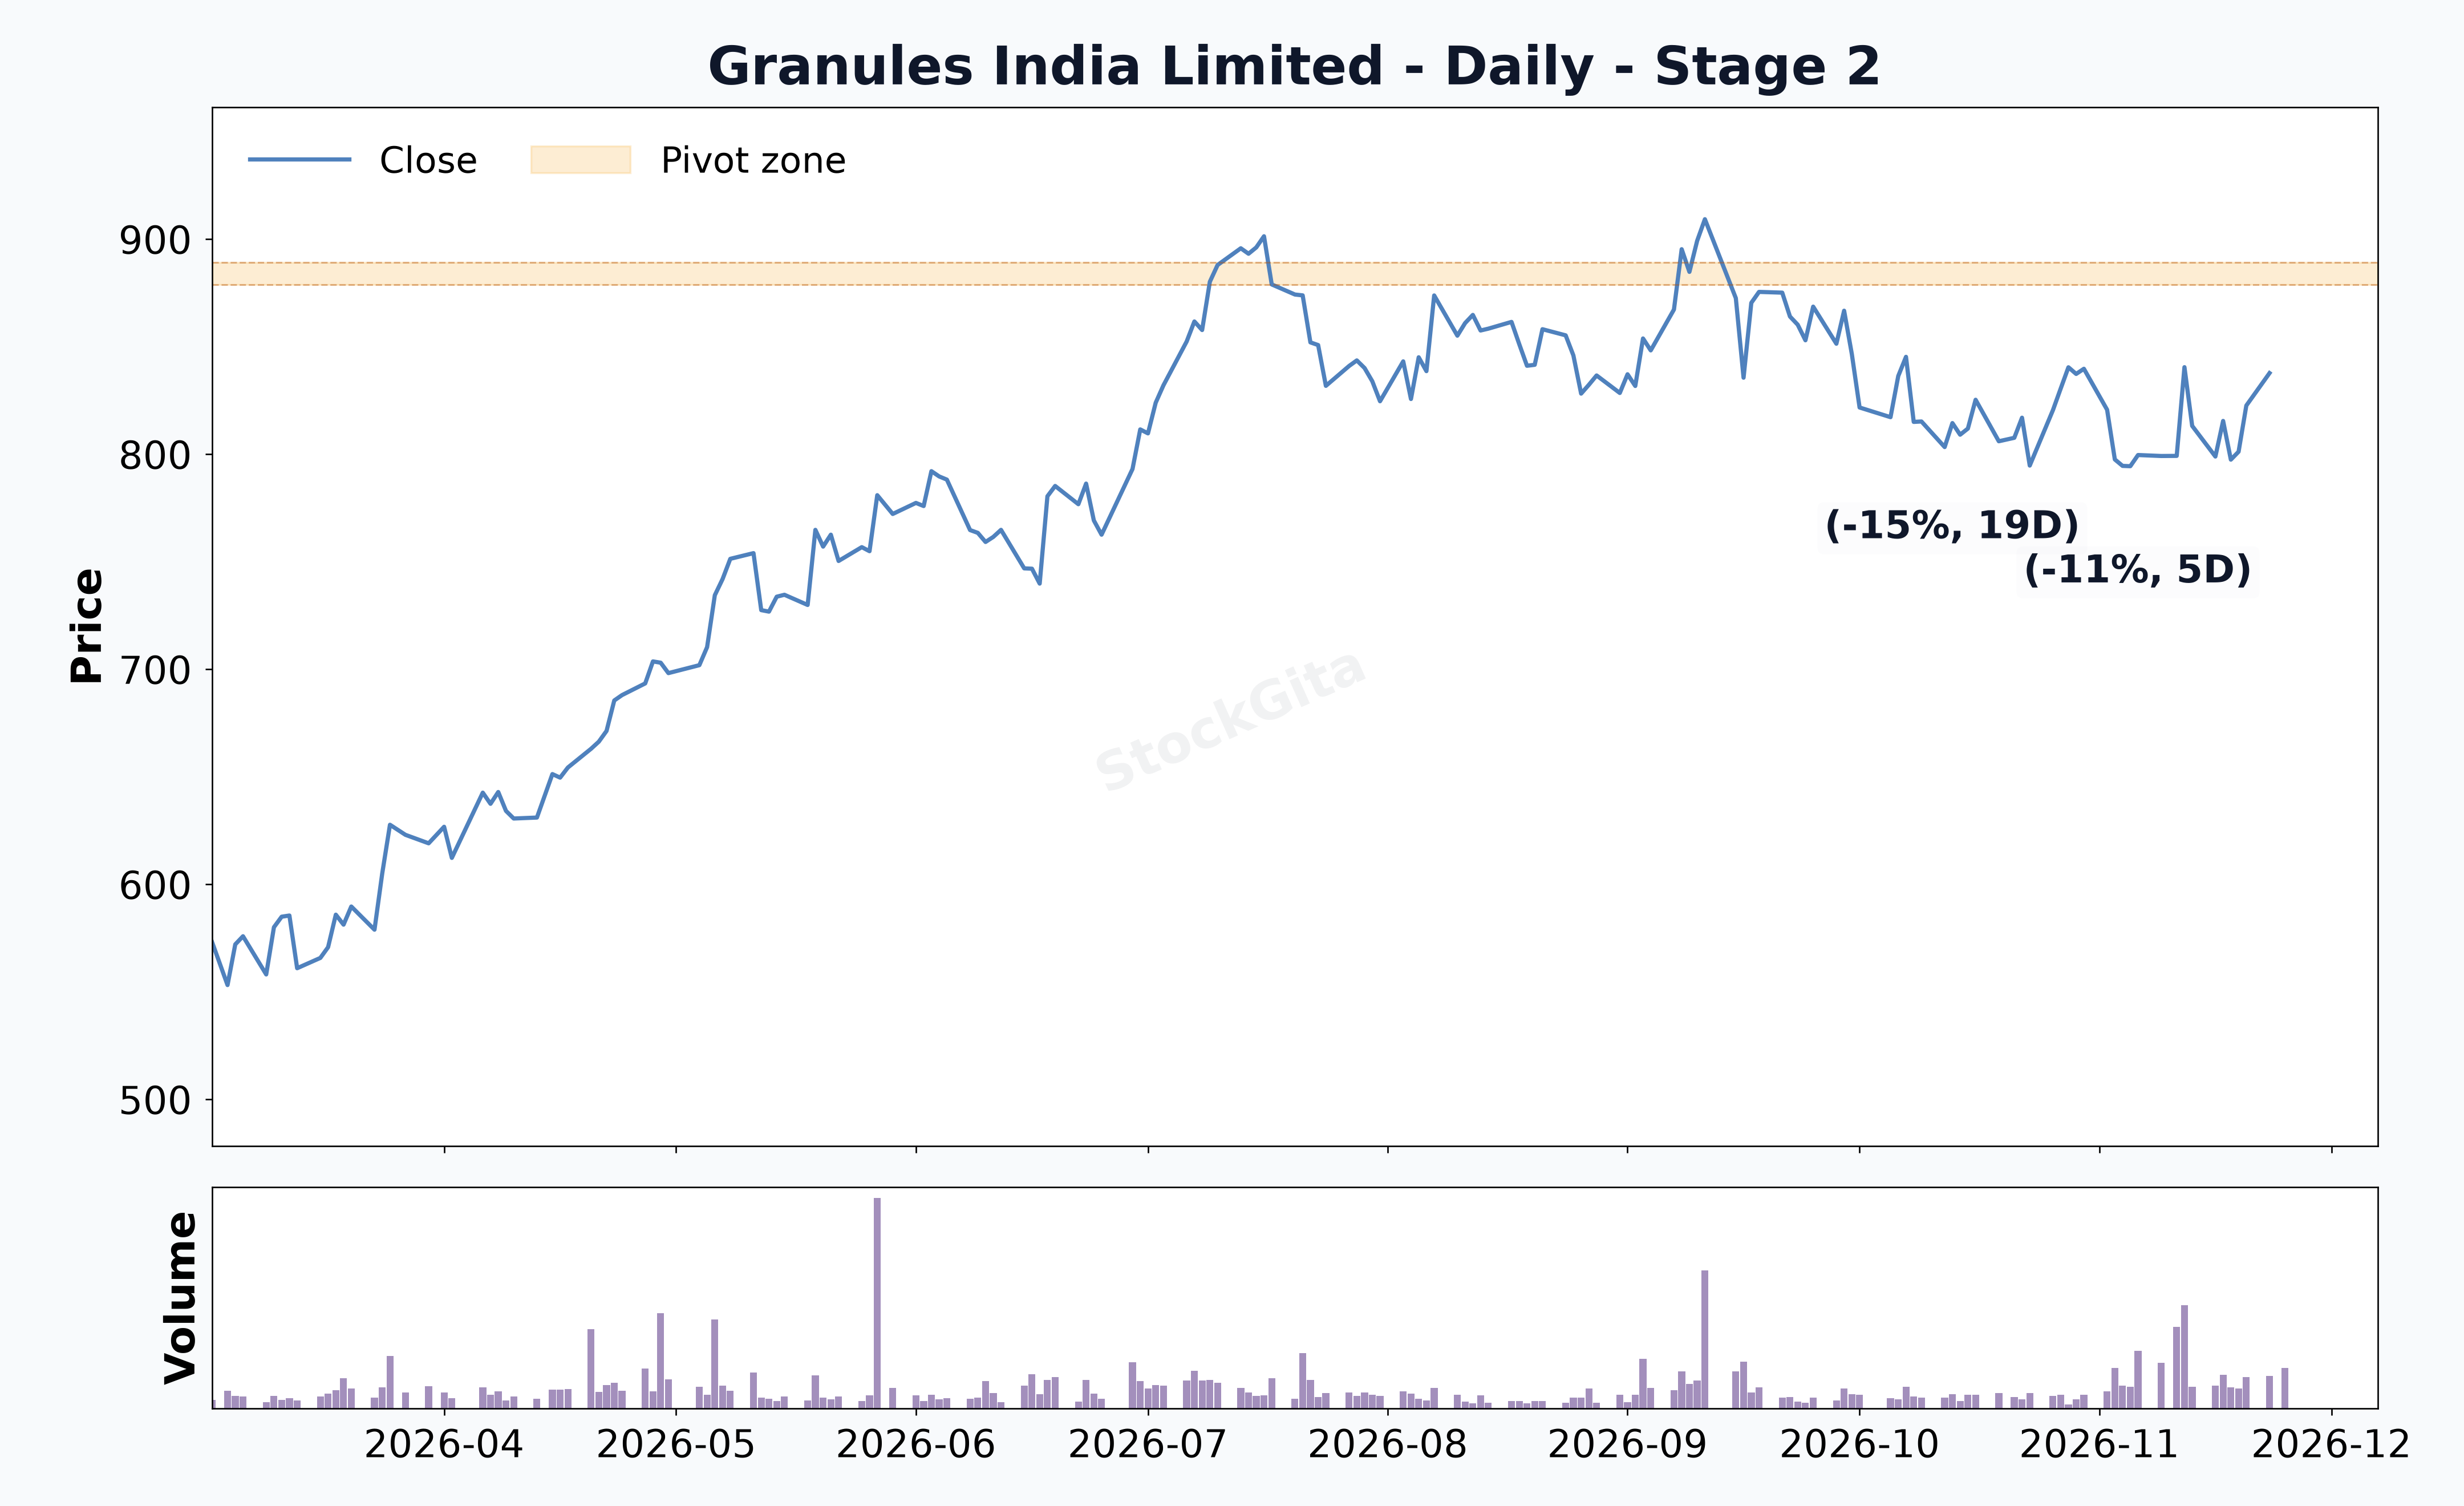 Granules India Limited - Daily - Stage 2
Close
Pivot zone
Price
900
800
700
600
500
(-15%, 19D)
(-11%, 5D)
StockGita
Volume
2026-04
2026-05
2026-06
2026-07
2026-08
2026-09
2026-10
2026-11
2026-12